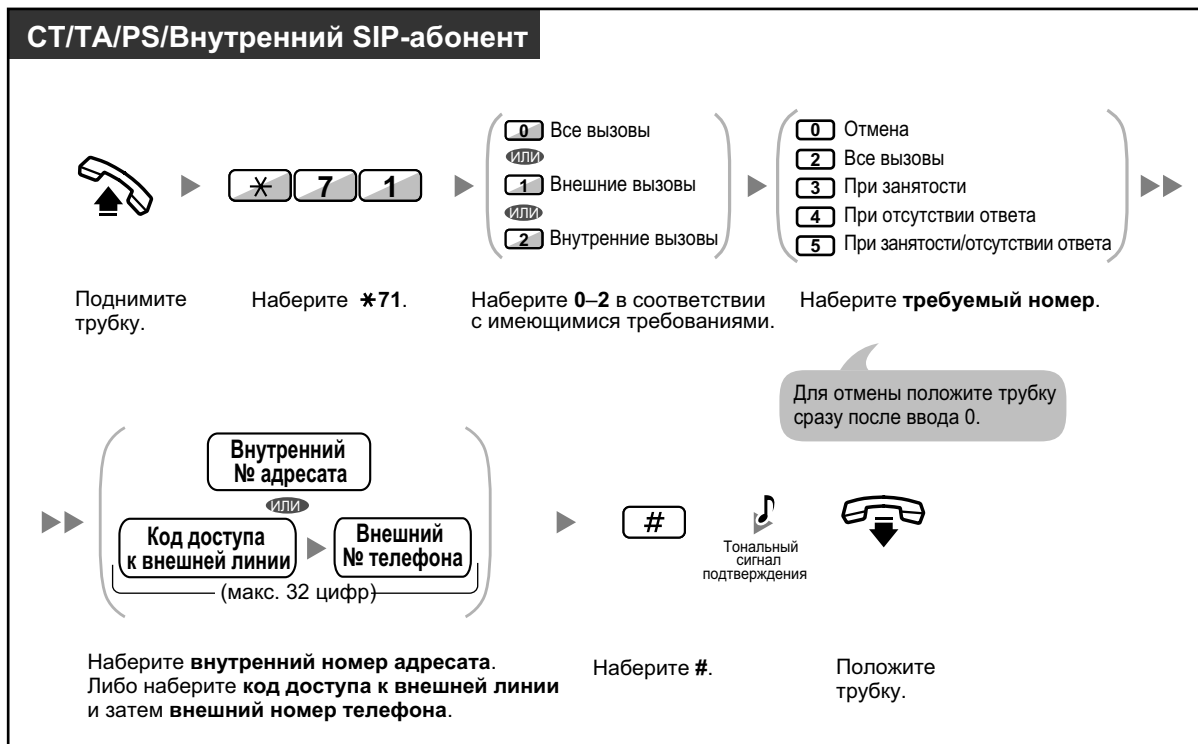 СТ/ТА/PS/Внутренний SIP-абонент
* 7 1
0 Все вызовы
или
1 Внешние вызовы
или
2 Внутренние вызовы
0 Отмена
2 Все вызовы
3 При занятости
4 При отсутствии ответа
5 При занятости/отсутствии ответа
Поднимите
трубку.
Наберите *71.
Наберите 0–2 в соответствии
с имеющимися требованиями.
Наберите требуемый номер.
Для отмены положите трубку
сразу после ввода 0.
Внутренний
№ адресата
или
Код доступа
к внешней линии
Внешний
№ телефона
(макс. 32 цифр)
#
Тональный
сигнал
подтверждения
Наберите внутренний номер адресата.
Либо наберите код доступа к внешней линии
и затем внешний номер телефона.
Наберите #.
Положите
трубку.